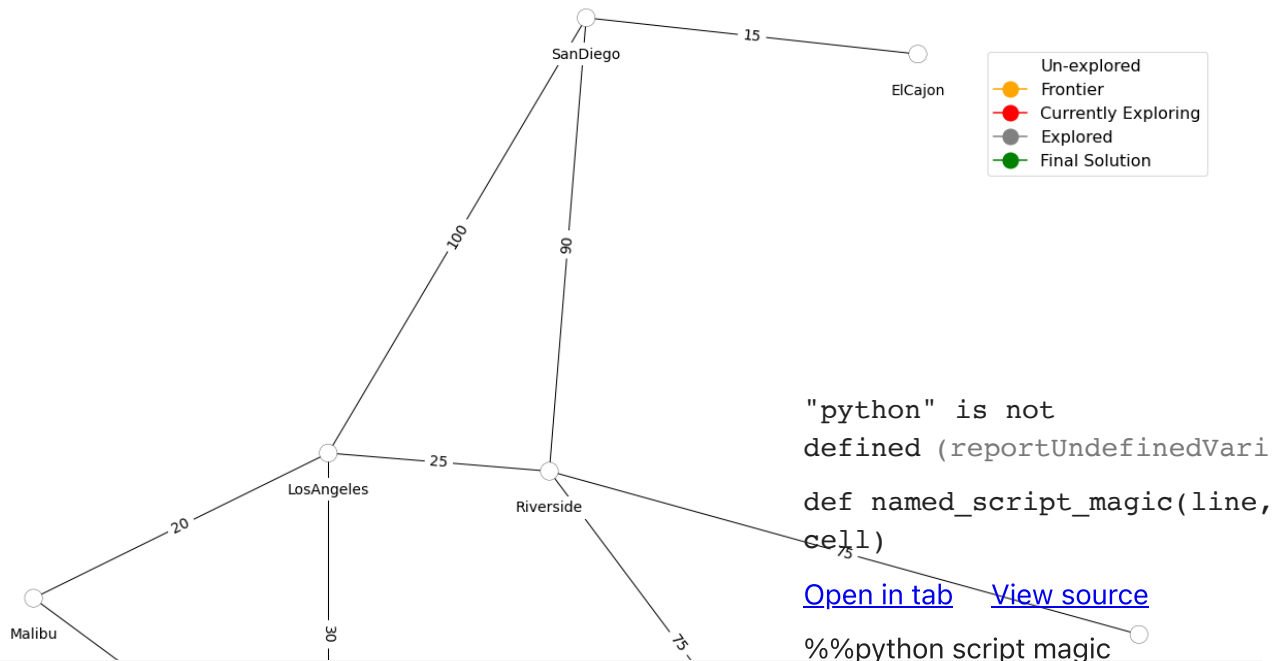 15
SanDiego
ElCajon
Un-explored
Frontier
Currently Exploring
Explored
Final Solution
100
90
"python" is not
defined (reportUndefinedVari
25
LosAngeles
Riverside
def named_script_magic(line,
cell)
20
75
Open in tab View source
Malibu
30
75
%%python script magic